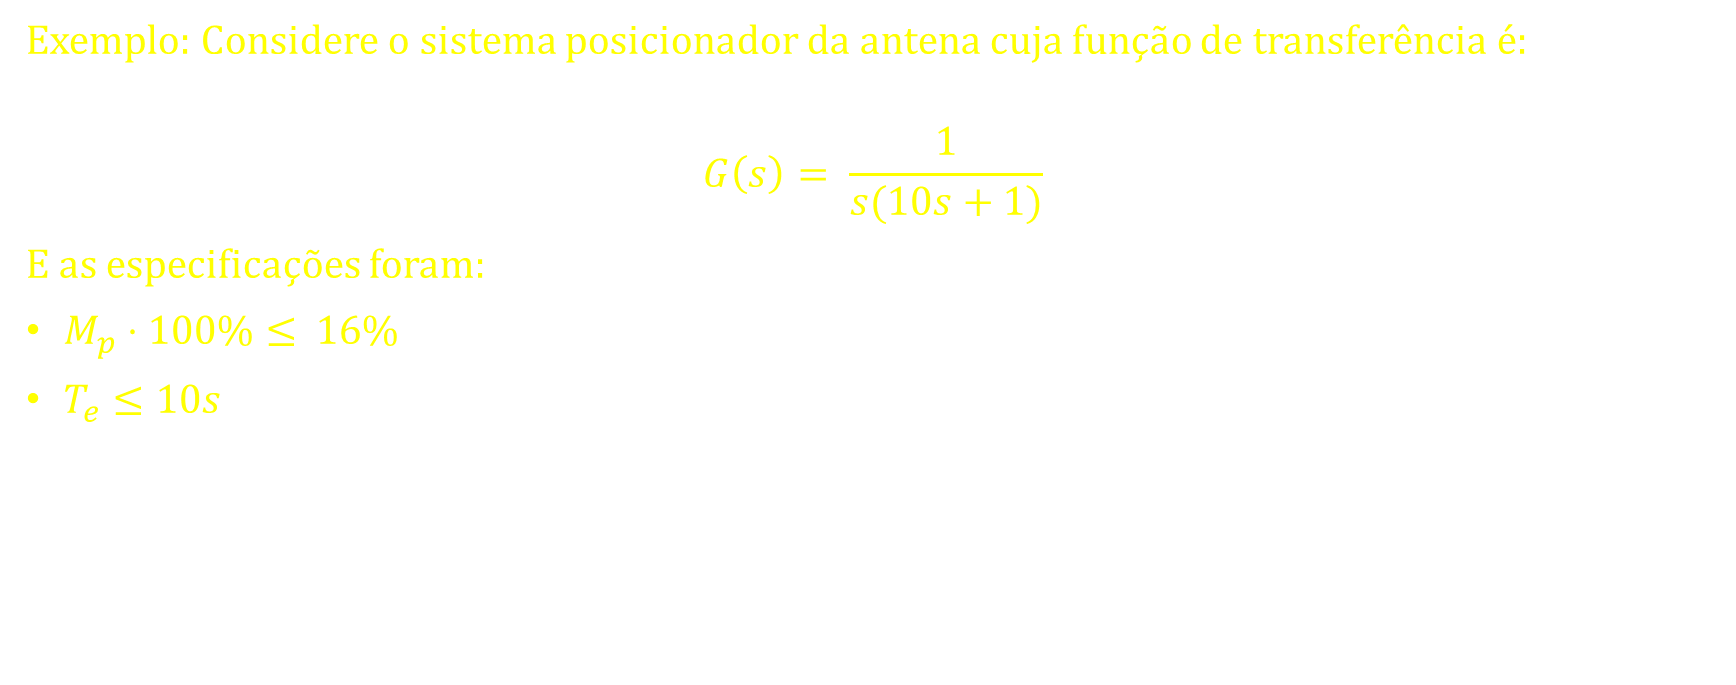 Exemplo: Considere o sistema posicionador da antena cuja função de transferência é:
G(s) = 1 / s(10s + 1)
E as especificações foram:
• M_p · 100% ≤ 16%
• T_e ≤ 10s